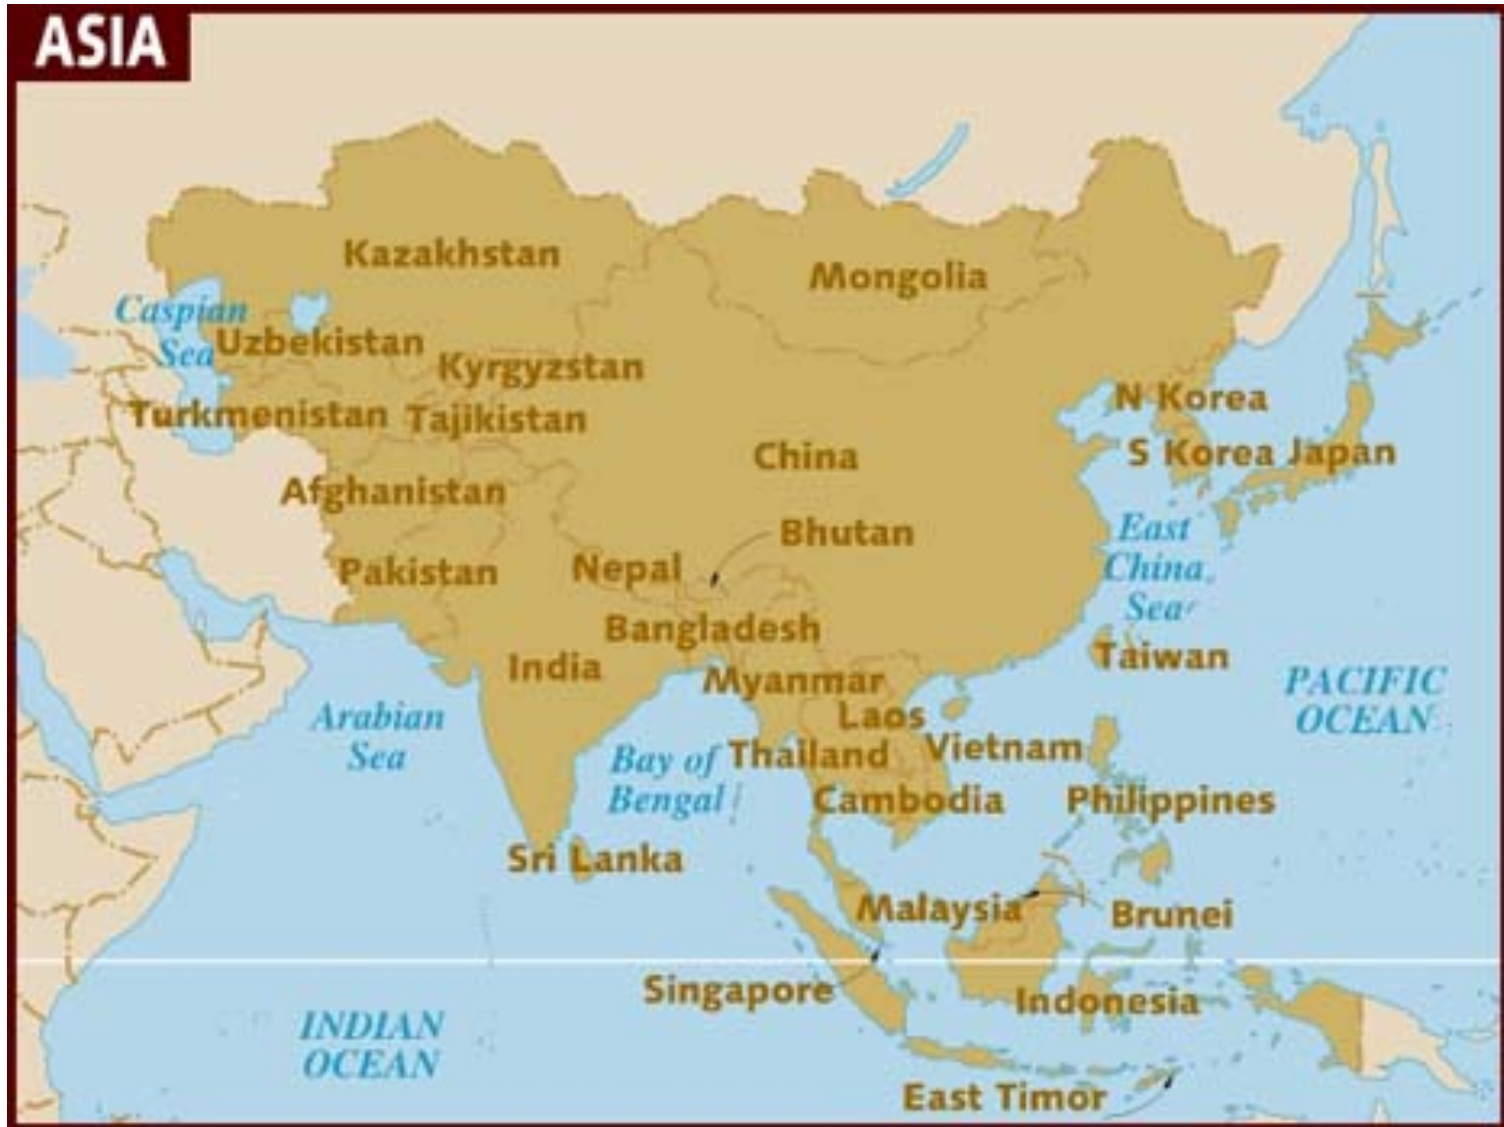 ASIA
Kazakhstan
Mongolia
Caspian
Sea
Uzbekistan
Kyrgyzstan
N Korea
Turkmenistan
Tajikistan
China
S Korea
Japan
Afghanistan
Bhutan
East
China
Sea
Pakistan
Nepal
Bangladesh
Taiwan
India
Myanmar
PACIFIC
OCEAN
Arabian
Sea
Laos
Bay of
Bengal
Thailand
Vietnam
Cambodia
Philippines
Sri Lanka
Malaysia
Brunei
Singapore
Indonesia
INDIAN
OCEAN
East Timor